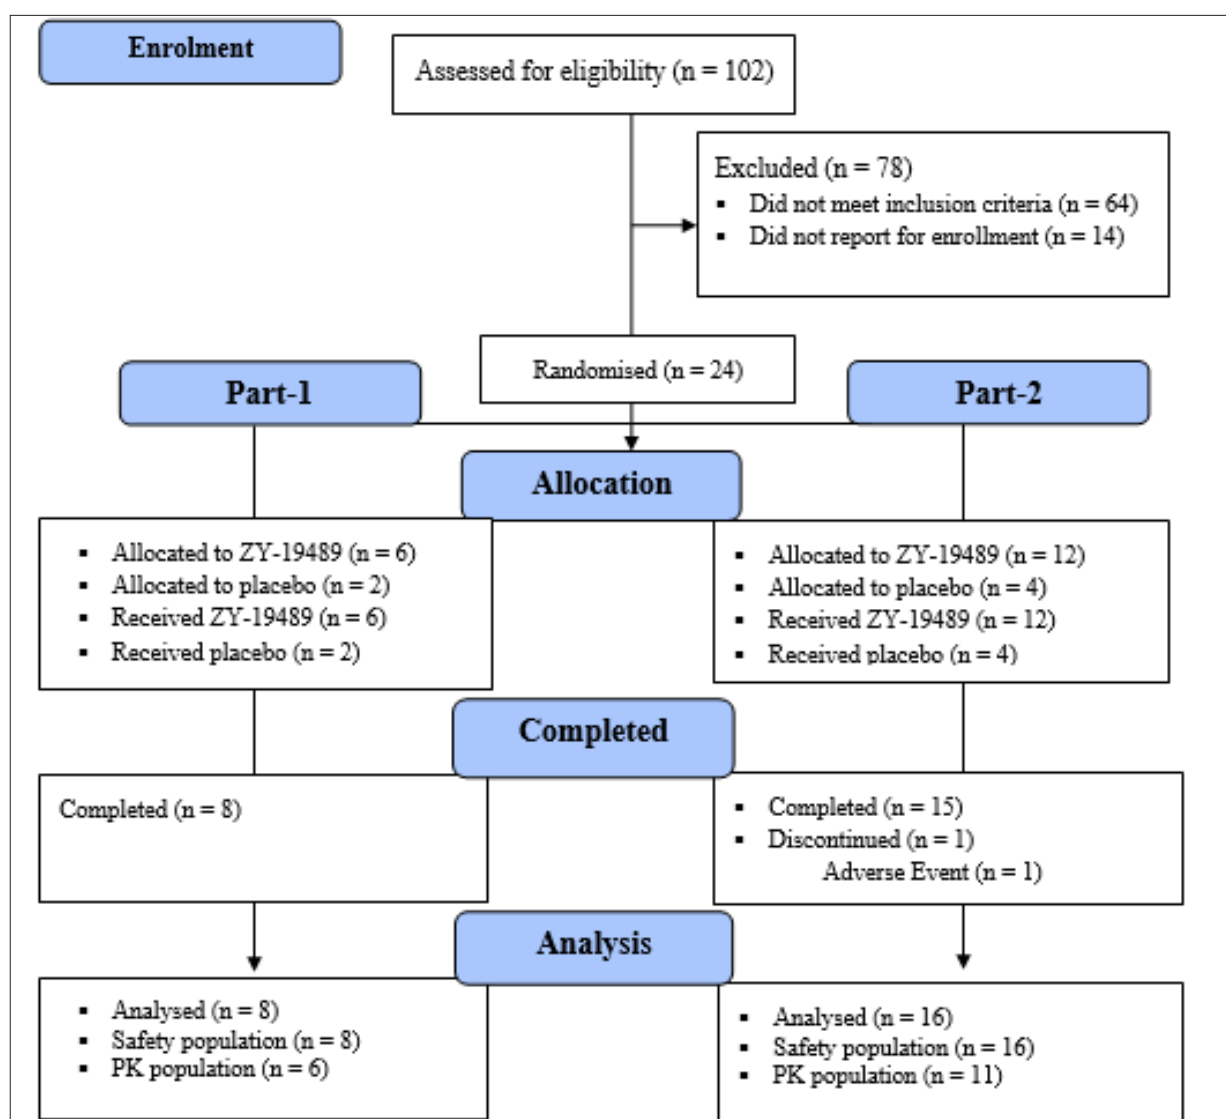 Enrolment
Assessed for eligibility (n = 102)
Excluded (n = 78)
▪ Did not meet inclusion criteria (n = 64)
▪ Did not report for enrollment (n = 14)
Randomised (n = 24)
Part-1
Part-2
Allocation
▪ Allocated to ZY-19489 (n = 6)
▪ Allocated to placebo (n = 2)
▪ Received ZY-19489 (n = 6)
▪ Received placebo (n = 2)
▪ Allocated to ZY-19489 (n = 12)
▪ Allocated to placebo (n = 4)
▪ Received ZY-19489 (n = 12)
▪ Received placebo (n = 4)
Completed
Completed (n = 8)
▪ Completed (n = 15)
▪ Discontinued (n = 1)
Adverse Event (n = 1)
Analysis
▪ Analysed (n = 8)
▪ Safety population (n = 8)
▪ PK population (n = 6)
▪ Analysed (n = 16)
▪ Safety population (n = 16)
▪ PK population (n = 11)